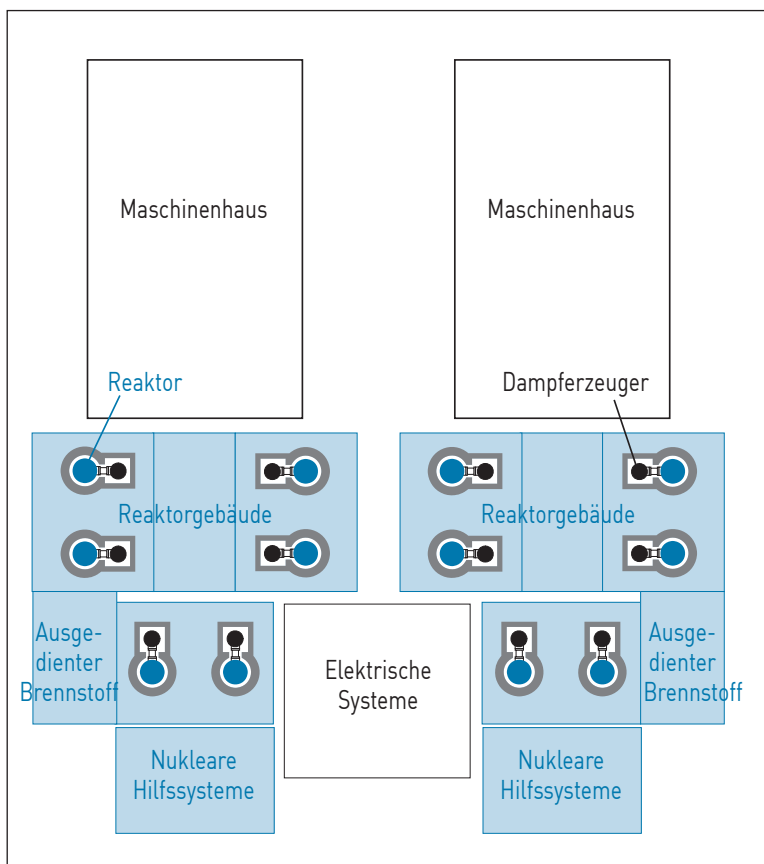 Maschinenhaus
Maschinenhaus
Reaktor
Dampferzeuger
Reaktorgebäude
Reaktorgebäude
Ausge-
dienter
Brennstoff
Elektrische
Systeme
Ausge-
dienter
Brennstoff
Nukleare
Hilfssysteme
Nukleare
Hilfssysteme